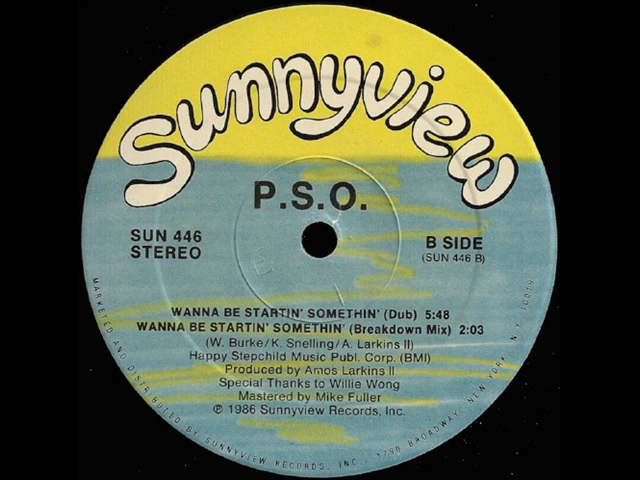 Sunnyview
P.S.O.
SUN 446
STEREO
B SIDE
(SUN 446 B)
WANNA BE STARTIN' SOMETHIN' (Dub) 5:48
WANNA BE STARTIN' SOMETHIN' (Breakdown Mix) 2:03
(W. Burke/K. Snelling/A. Larkins II)
Happy Stepchild Music Publ. Corp. (BMI)
Produced by Amos Larkins II
Special Thanks to Willie Wong
Mastered by Mike Fuller
℗ 1986 Sunnyview Records, Inc.
MARKETED AND DISTRIBUTED BY SUNNYVIEW RECORDS, INC., 1790 BROADWAY, NEW YORK, N.Y. 10019